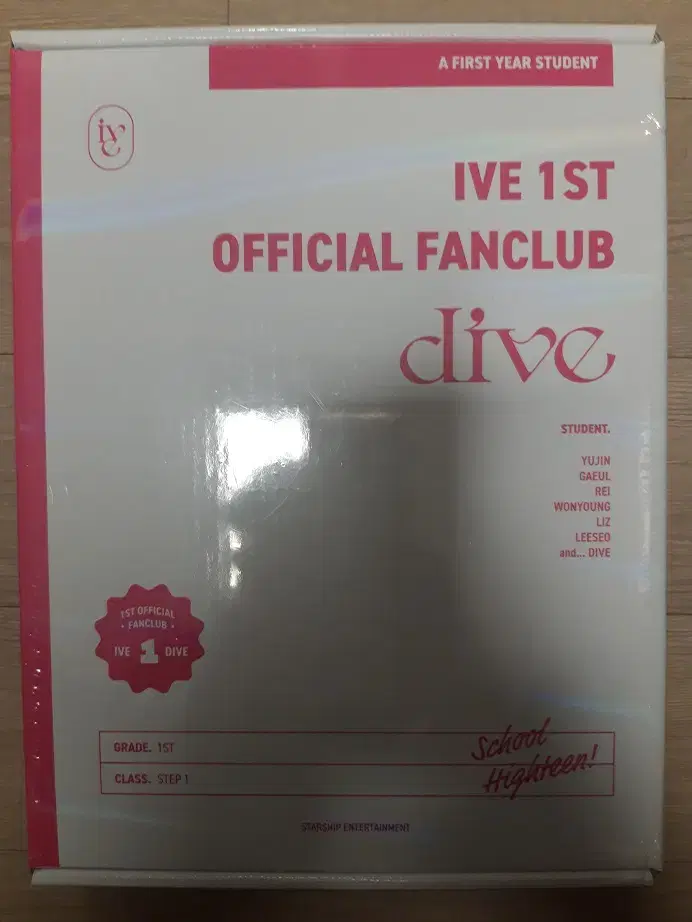 A FIRST YEAR STUDENT
ive
IVE 1ST
OFFICIAL FANCLUB
dive
STUDENT.
YUJIN
GAEUL
REI
WONYOUNG
LIZ
LEESEO
and... DIVE
1ST OFFICIAL
• FANCLUB •
IVE 1 DIVE
GRADE. 1ST
CLASS. STEP 1
School
Highteen!
STARSHIP ENTERTAINMENT